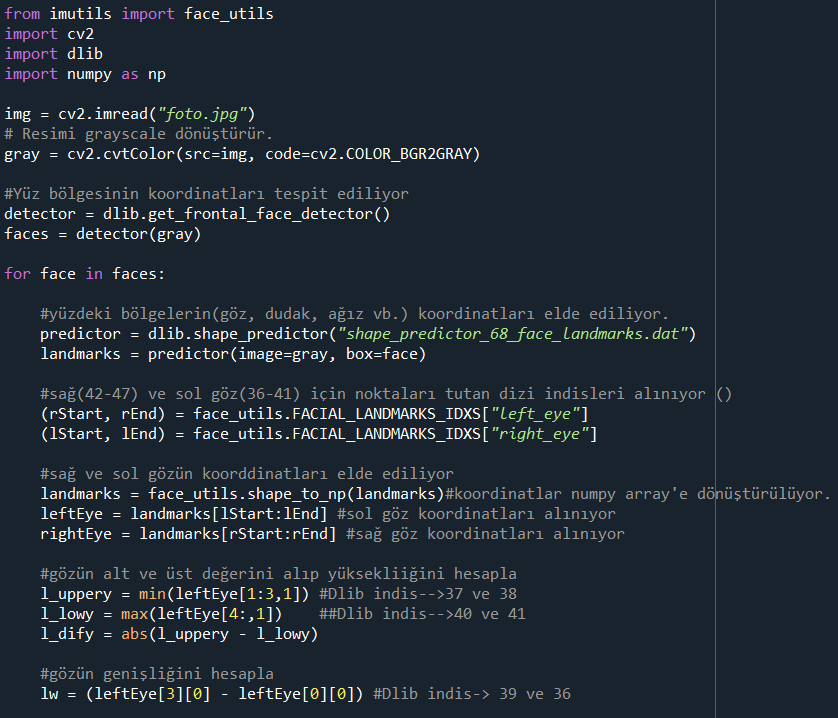 from imutils import face_utils
import cv2
import dlib
import numpy as np
img = cv2.imread("foto.jpg")
# Resimi grayscale dönüştürür.
gray = cv2.cvtColor(src=img, code=cv2.COLOR_BGR2GRAY)
#Yüz bölgesinin koordinatları tespit ediliyor
detector = dlib.get_frontal_face_detector()
faces = detector(gray)
for face in faces:
#yüzdeki bölgelerin(göz, dudak, ağız vb.) koordinatları elde ediliyor.
predictor = dlib.shape_predictor("shape_predictor_68_face_landmarks.dat")
landmarks = predictor(image=gray, box=face)
#sağ(42-47) ve sol göz(36-41) için noktaları tutan dizi indisleri alınıyor ()
(rStart, rEnd) = face_utils.FACIAL_LANDMARKS_IDXS["left_eye"]
(lStart, lEnd) = face_utils.FACIAL_LANDMARKS_IDXS["right_eye"]
#sağ ve sol gözün koorddinatları elde ediliyor
landmarks = face_utils.shape_to_np(landmarks)#koordinatlar numpy array'e dönüştürülüyor.
leftEye = landmarks[lStart:lEnd] #sol göz koordinatları alınıyor
rightEye = landmarks[rStart:rEnd] #sağ göz koordinatları alınıyor
#gözün alt ve üst değerini alıp yüksekliiğini hesapla
l_uppery = min(leftEye[1:3,1]) #Dlib indis-->37 ve 38
l_lowy = max(leftEye[4:,1]) ##Dlib indis-->40 ve 41
l_dify = abs(l_uppery - l_lowy)
#gözün genişliğini hesapla
lw = (leftEye[3][0] - leftEye[0][0]) #Dlib indis-> 39 ve 36